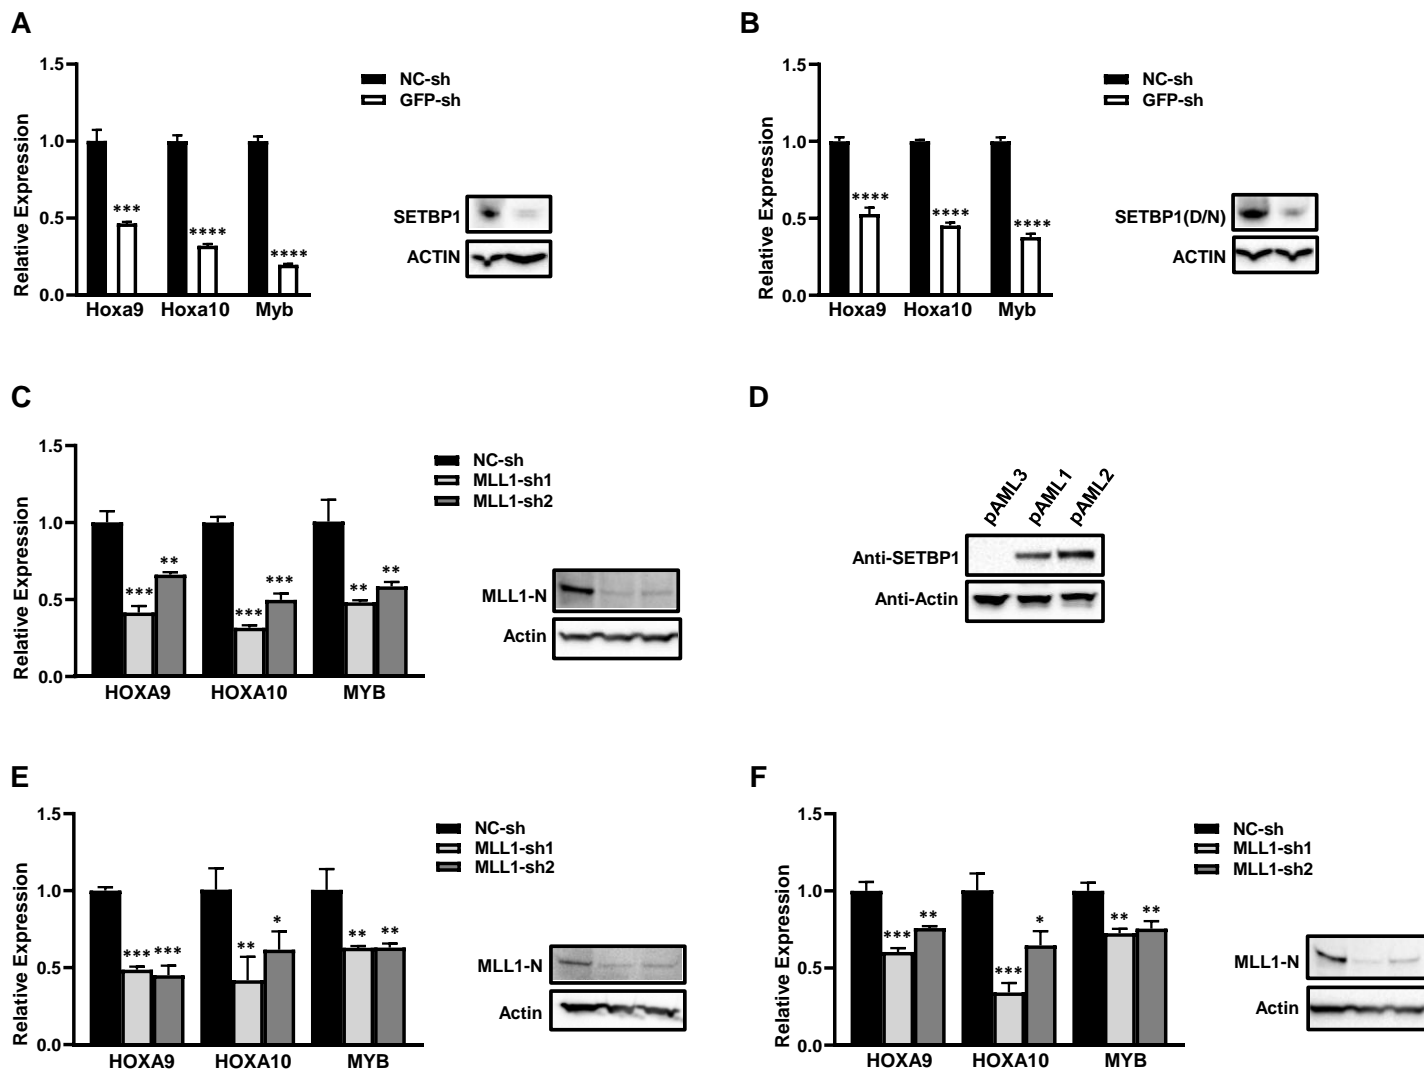 A
1.5
1.0
0.5
0.0
Relative Expression
NC-sh
GFP-sh
***
****
****
Hoxa9 Hoxa10 Myb
SETBP1
ACTIN
B
1.5
1.0
0.5
0.0
Relative Expression
NC-sh
GFP-sh
****
****
****
Hoxa9 Hoxa10 Myb
SETBP1(D/N)
ACTIN
C
1.5
1.0
0.5
0.0
Relative Expression
NC-sh
MLL1-sh1
MLL1-sh2
*** **
*** ***
** **
HOXA9 HOXA10 MYB
MLL1-N
Actin
D
pAML3 pAML1 pAML2
Anti-SETBP1
Anti-Actin
E
1.5
1.0
0.5
0.0
Relative Expression
NC-sh
MLL1-sh1
MLL1-sh2
*** ***
** *
** **
HOXA9 HOXA10 MYB
MLL1-N
Actin
F
1.5
1.0
0.5
0.0
Relative Expression
NC-sh
MLL1-sh1
MLL1-sh2
*** **
*** *
** **
HOXA9 HOXA10 MYB
MLL1-N
Actin